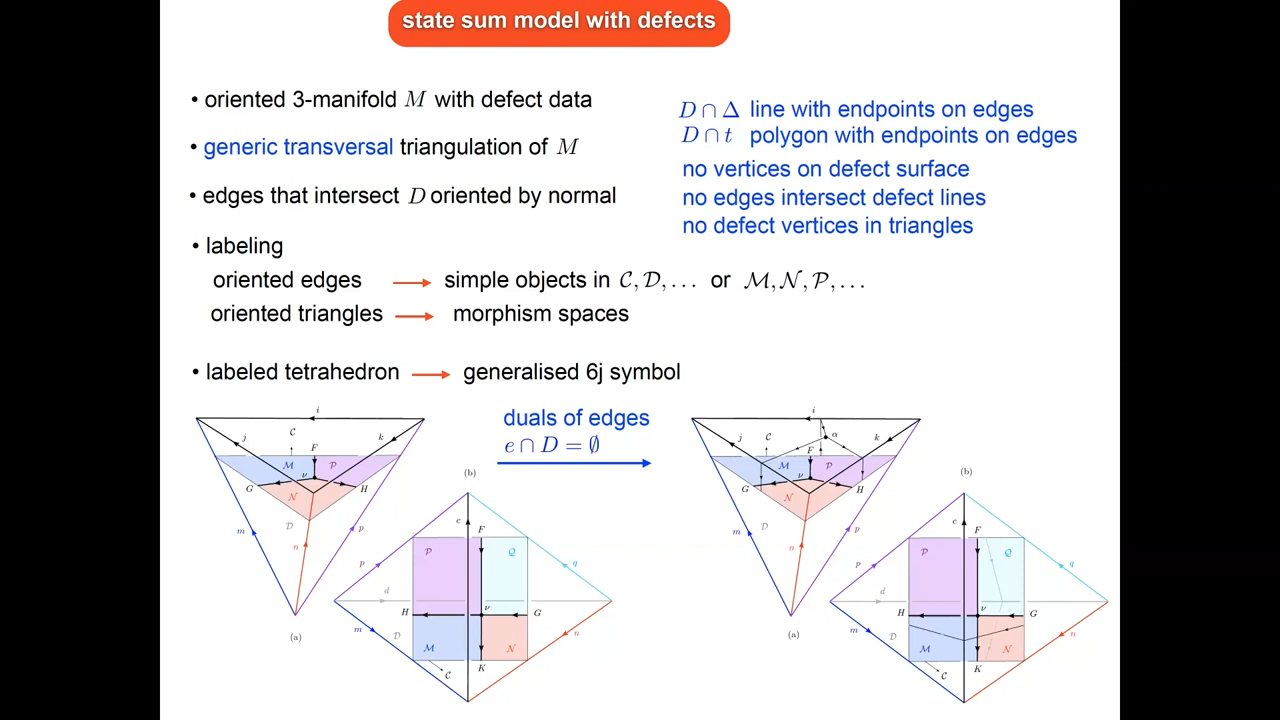 state sum model with defects
• oriented 3-manifold M with defect data
D ∩ Δ line with endpoints on edges
D ∩ t polygon with endpoints on edges
• generic transversal triangulation of M
no vertices on defect surface
• edges that intersect D oriented by normal
no edges intersect defect lines
no defect vertices in triangles
• labeling
oriented edges → simple objects in 𝒞, 𝒟, … or ℳ, 𝒩, 𝒫, …
oriented triangles → morphism spaces
• labeled tetrahedron → generalised 6j symbol
duals of edges
e ∩ D = ∅
i
j
k
𝒞
F
ℳ
𝒫
ν
G
H
𝒩
𝒟
m
n
p
(a)
(b)
c
F
𝒫
𝒬
p
q
d
H
ν
G
m
𝒟
n
ℳ
𝒩
𝒞
K
i
j
k
𝒞
α
F
ℳ
𝒫
ν
G
H
𝒩
𝒟
m
n
p
(a)
(b)
c
F
𝒫
𝒬
p
q
d
H
ν
G
m
𝒟
n
ℳ
𝒩
𝒞
K